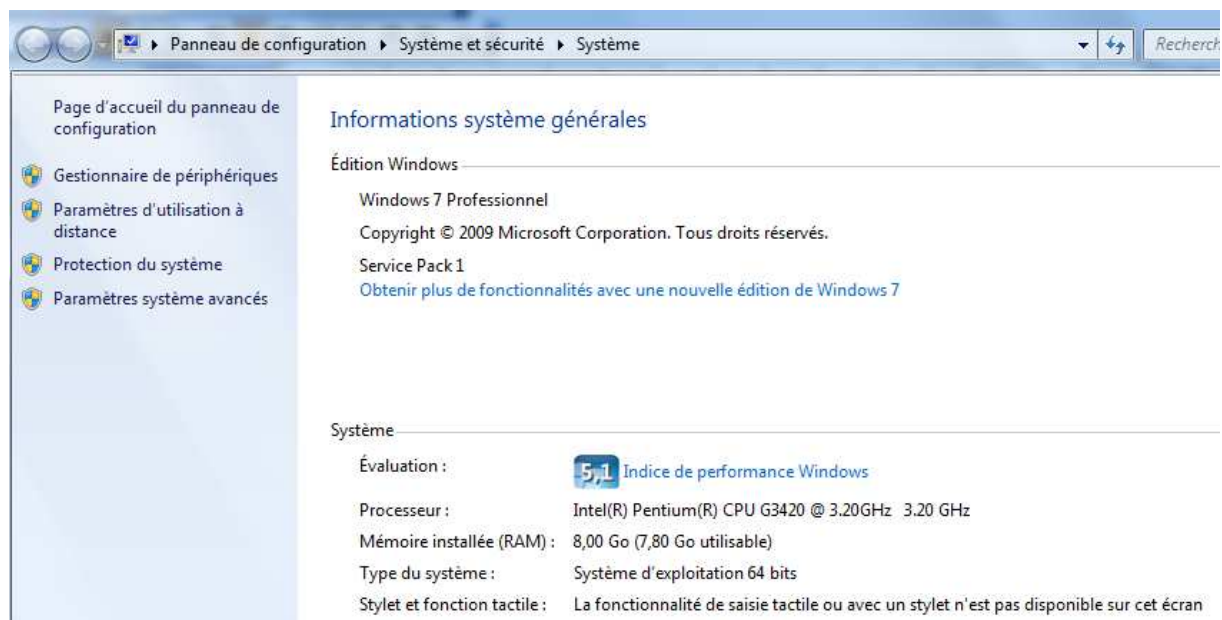 Panneau de configuration ▸ Système et sécurité ▸ Système
Recherch
Page d'accueil du panneau de
configuration
Gestionnaire de périphériques
Paramètres d'utilisation à
distance
Protection du système
Paramètres système avancés
Informations système générales
Édition Windows
Windows 7 Professionnel
Copyright © 2009 Microsoft Corporation. Tous droits réservés.
Service Pack 1
Obtenir plus de fonctionnalités avec une nouvelle édition de Windows 7
Système
Évaluation :
5,1 Indice de performance Windows
Processeur :
Intel(R) Pentium(R) CPU G3420 @ 3.20GHz 3.20 GHz
Mémoire installée (RAM) :
8,00 Go (7,80 Go utilisable)
Type du système :
Système d'exploitation 64 bits
Stylet et fonction tactile :
La fonctionnalité de saisie tactile ou avec un stylet n'est pas disponible sur cet écran